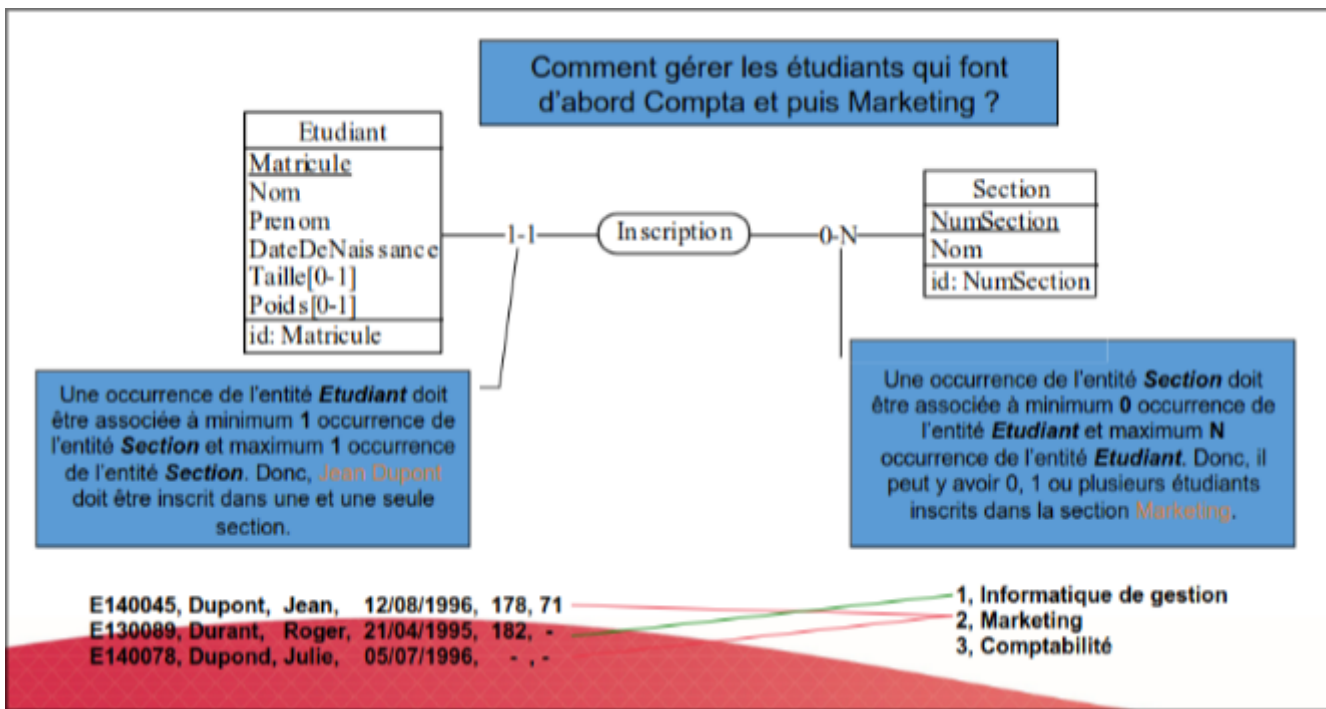 Comment gérer les étudiants qui font
d'abord Compta et puis Marketing ?
Etudiant
Matricule
Nom
Prenom
DateDeNaissance
Taille[0-1]
Poids[0-1]
id: Matricule
1-1
Inscription
0-N
Section
NumSection
Nom
id: NumSection
Une occurrence de l'entité Etudiant doit
être associée à minimum 1 occurrence de
l'entité Section et maximum 1 occurrence
de l'entité Section. Donc, Jean Dupont
doit être inscrit dans une et une seule
section.
Une occurrence de l'entité Section doit
être associée à minimum 0 occurrence de
l'entité Etudiant et maximum N
occurrence de l'entité Etudiant. Donc, il
peut y avoir 0, 1 ou plusieurs étudiants
inscrits dans la section Marketing.
E140045, Dupont, Jean, 12/08/1996, 178, 71
E130089, Durant, Roger, 21/04/1995, 182, -
E140078, Dupond, Julie, 05/07/1996, - , -
1, Informatique de gestion
2, Marketing
3, Comptabilité